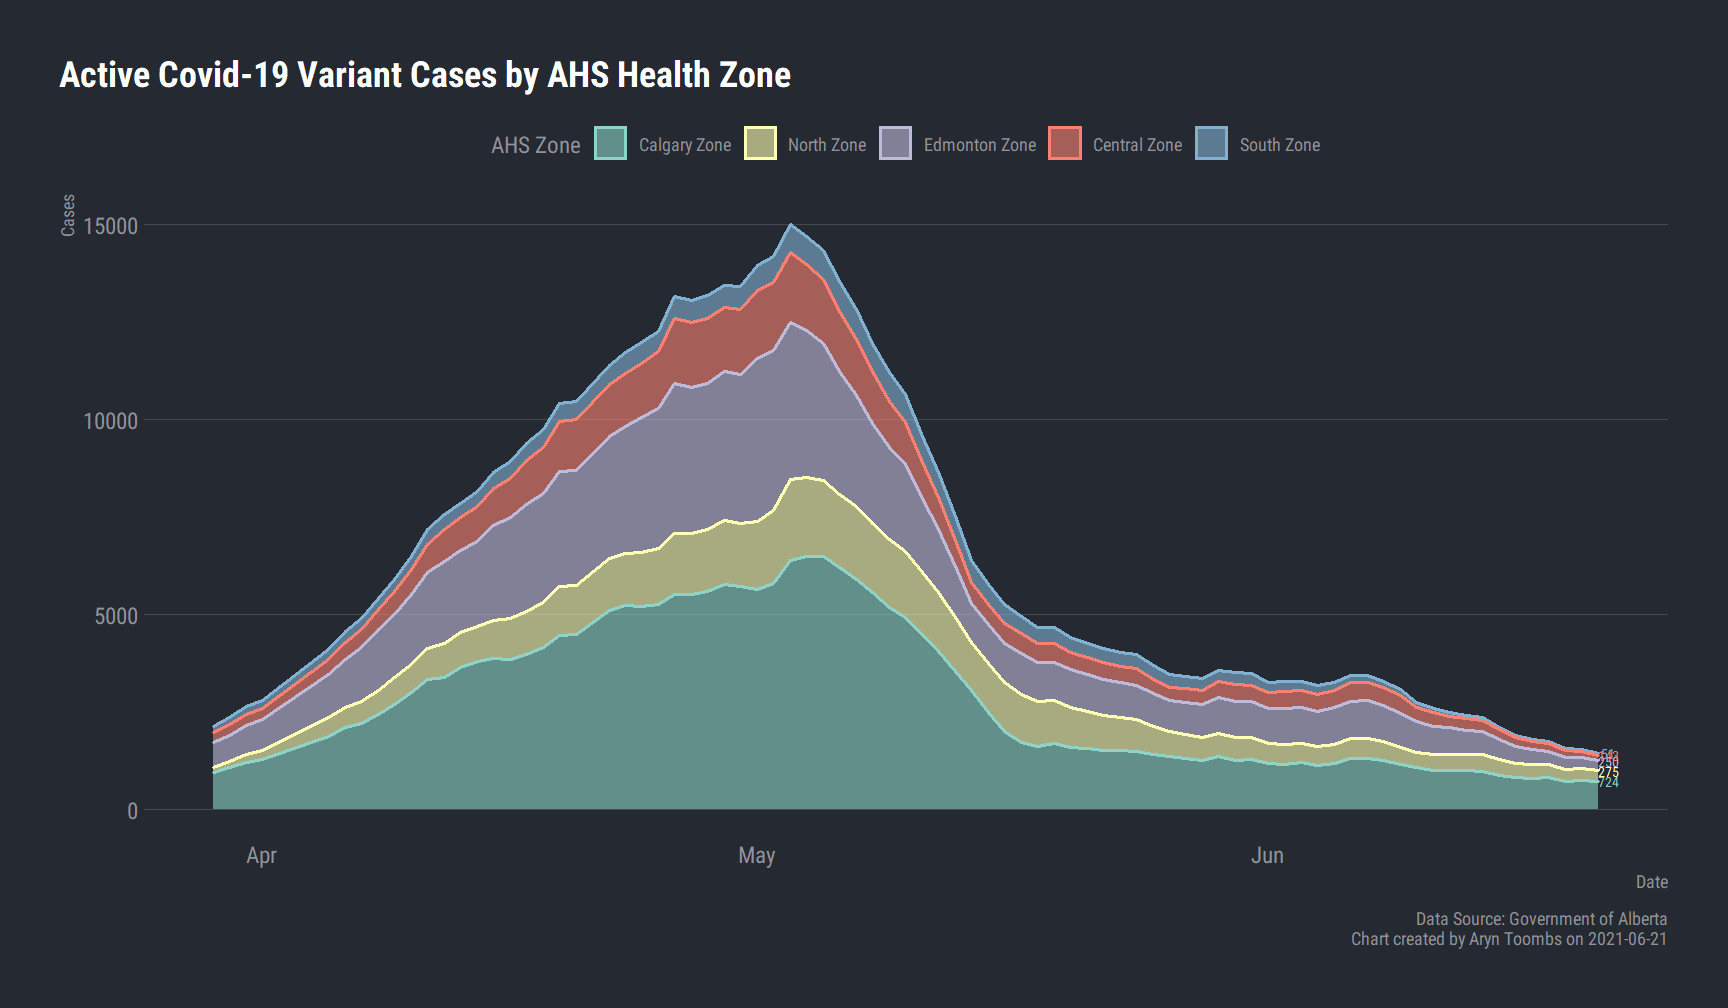 Active Covid-19 Variant Cases by AHS Health Zone
AHS Zone Calgary Zone North Zone Edmonton Zone Central Zone South Zone
Cases
15000
10000
5000
0
275
724
Apr May Jun
Date
Data Source: Government of Alberta
Chart created by Aryn Toombs on 2021-06-21